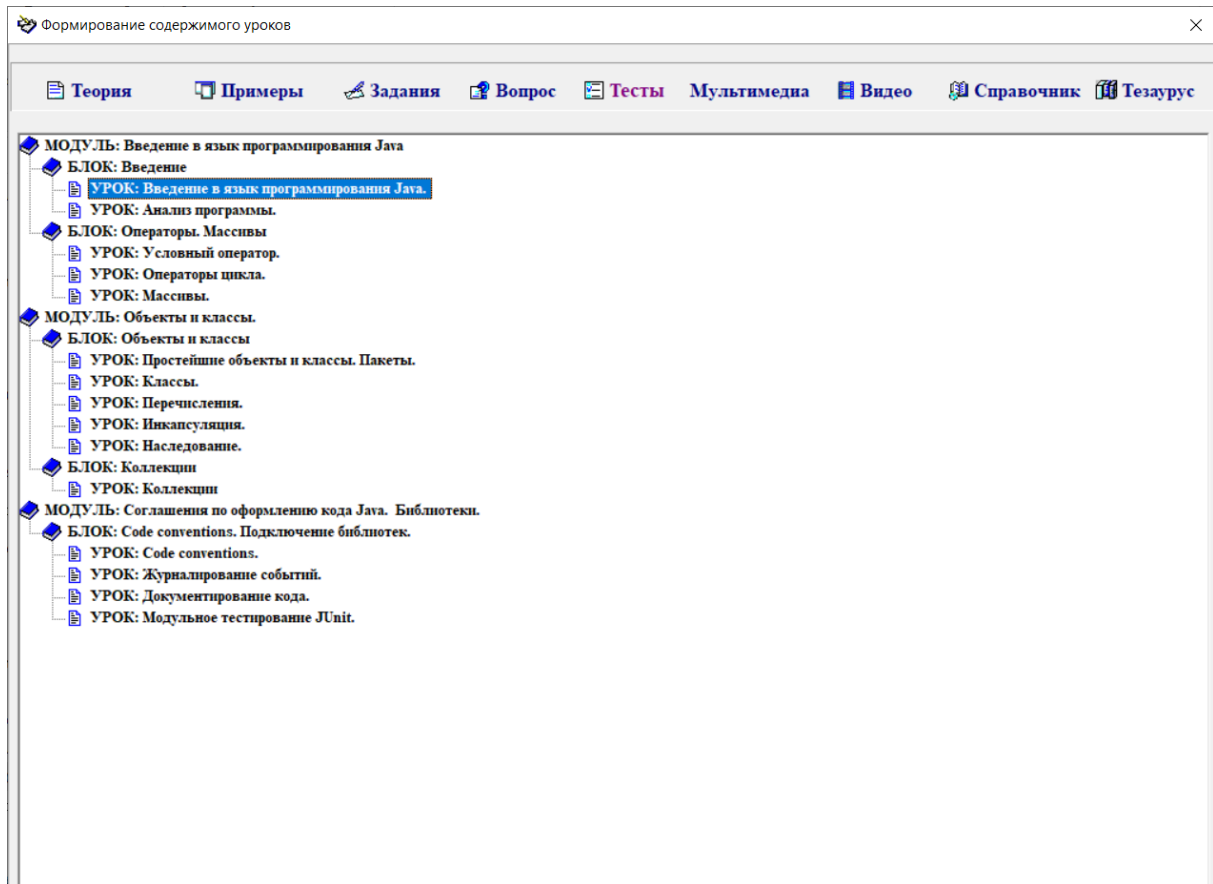 Формирование содержимого уроков
Теория Примеры Задания Вопрос Тесты Мультимедиа Видео Справочник Тезаурус
МОДУЛЬ: Введение в язык программирования Java
БЛОК: Введение
УРОК: Введение в язык программирования Java.
УРОК: Анализ программы.
БЛОК: Операторы. Массивы
УРОК: Условный оператор.
УРОК: Операторы цикла.
УРОК: Массивы.
МОДУЛЬ: Объекты и классы.
БЛОК: Объекты и классы
УРОК: Простейшие объекты и классы. Пакеты.
УРОК: Классы.
УРОК: Перечисления.
УРОК: Инкапсуляция.
УРОК: Наследование.
БЛОК: Коллекции
УРОК: Коллекции
МОДУЛЬ: Соглашения по оформлению кода Java. Библиотеки.
БЛОК: Code conventions. Подключение библиотек.
УРОК: Code conventions.
УРОК: Журналирование событий.
УРОК: Документирование кода.
УРОК: Модульное тестирование JUnit.